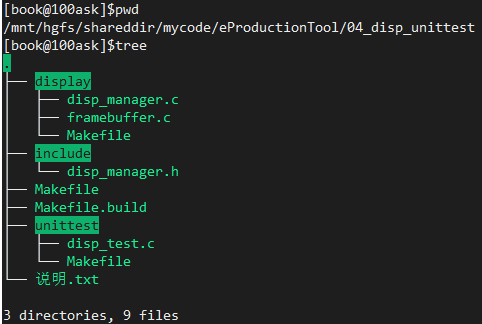 [book@100ask]$pwd
/mnt/hgfs/shareddir/mycode/eProductionTool/04_disp_unittest
[book@100ask]$tree
.
├── display
│   ├── disp_manager.c
│   ├── framebuffer.c
│   └── Makefile
├── include
│   └── disp_manager.h
├── Makefile
├── Makefile.build
├── unittest
│   ├── disp_test.c
│   └── Makefile
└── 说明.txt
3 directories, 9 files